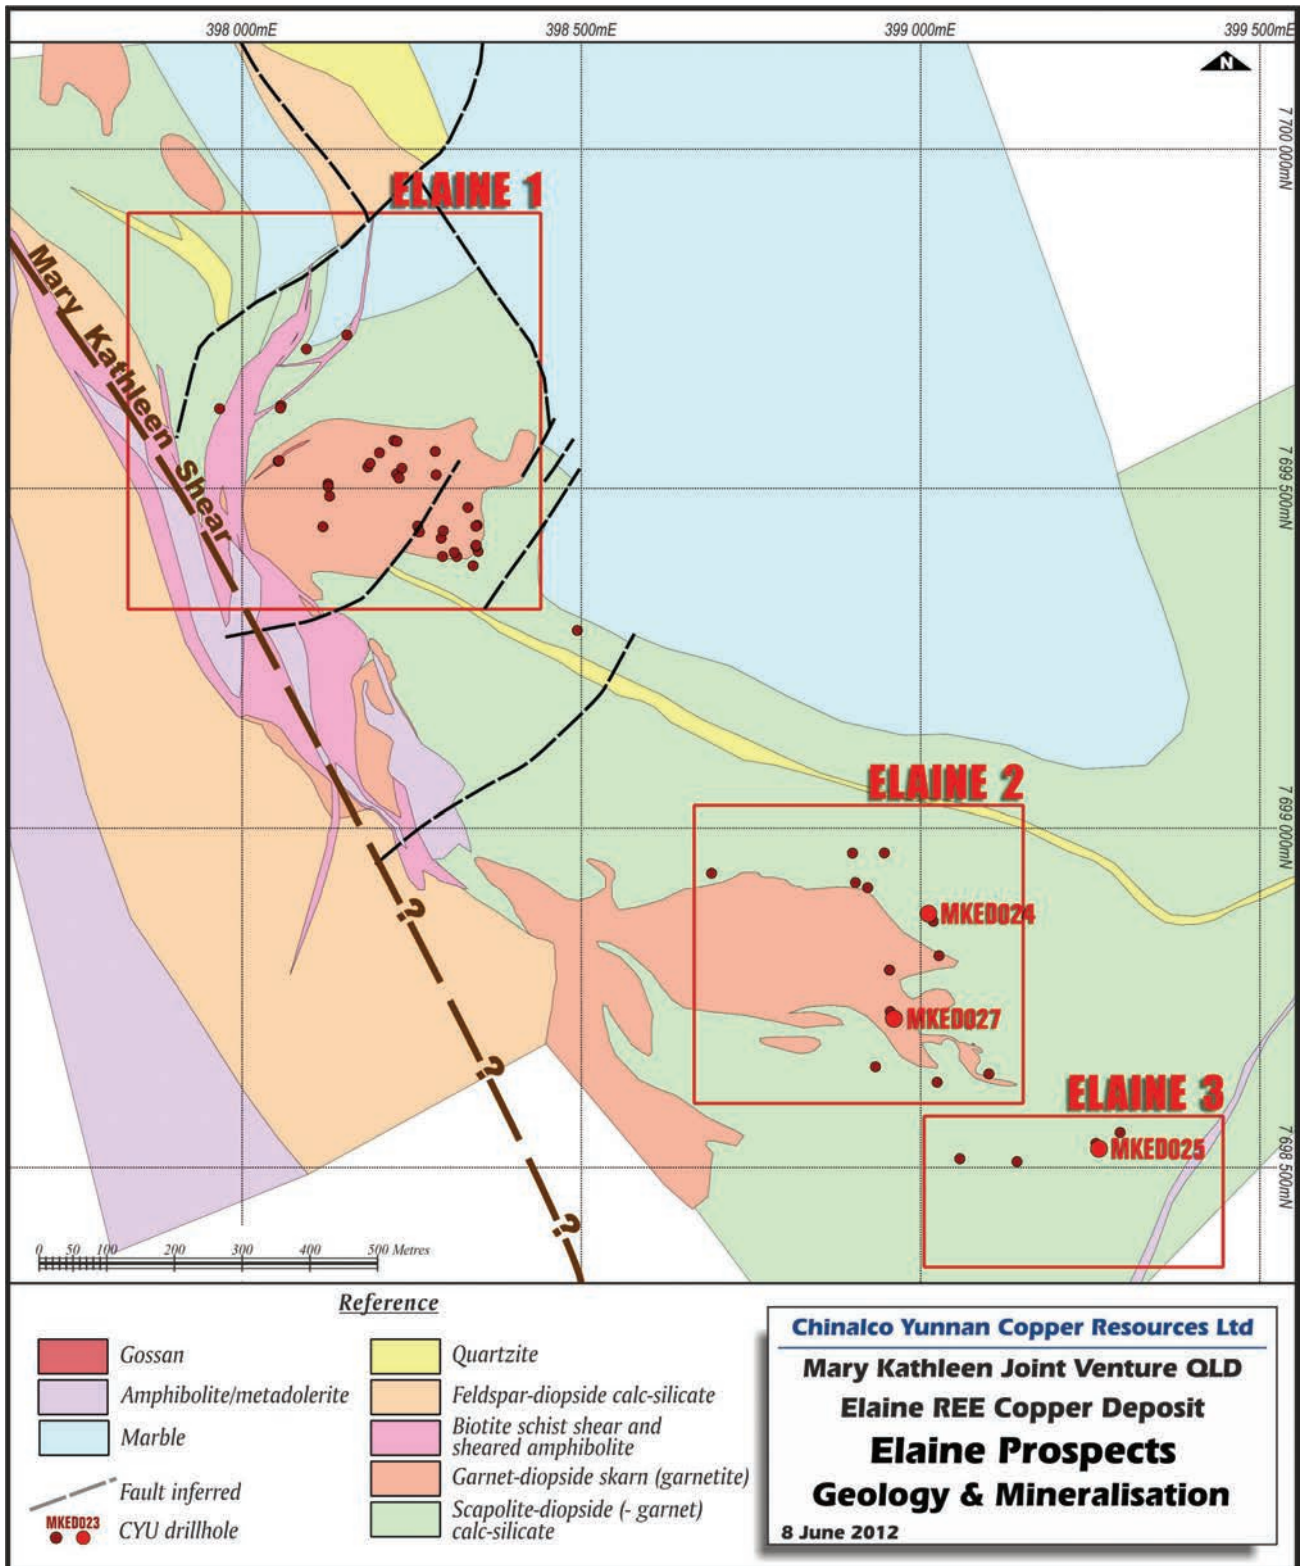 398 000mE
398 500mE
399 000mE
399 500mE
N
7 700 000mN
ELAINE 1
Mary Kathleen Shear
7 699 500mN
ELAINE 2
7 699 000mN
MKED024
?
MKED027
?
ELAINE 3
MKED025
7 698 500mN
?
0 50 100 200 300 400 500 Metres
Reference
Gossan
Amphibolite/metadolerite
Marble
Fault inferred
MKED023
CYU drillhole
Quartzite
Feldspar-diopside calc-silicate
Biotite schist shear and
sheared amphibolite
Garnet-diopside skarn (garnetite)
Scapolite-diopside (- garnet)
calc-silicate
Chinalco Yunnan Copper Resources Ltd
Mary Kathleen Joint Venture QLD
Elaine REE Copper Deposit
Elaine Prospects
Geology & Mineralisation
8 June 2012